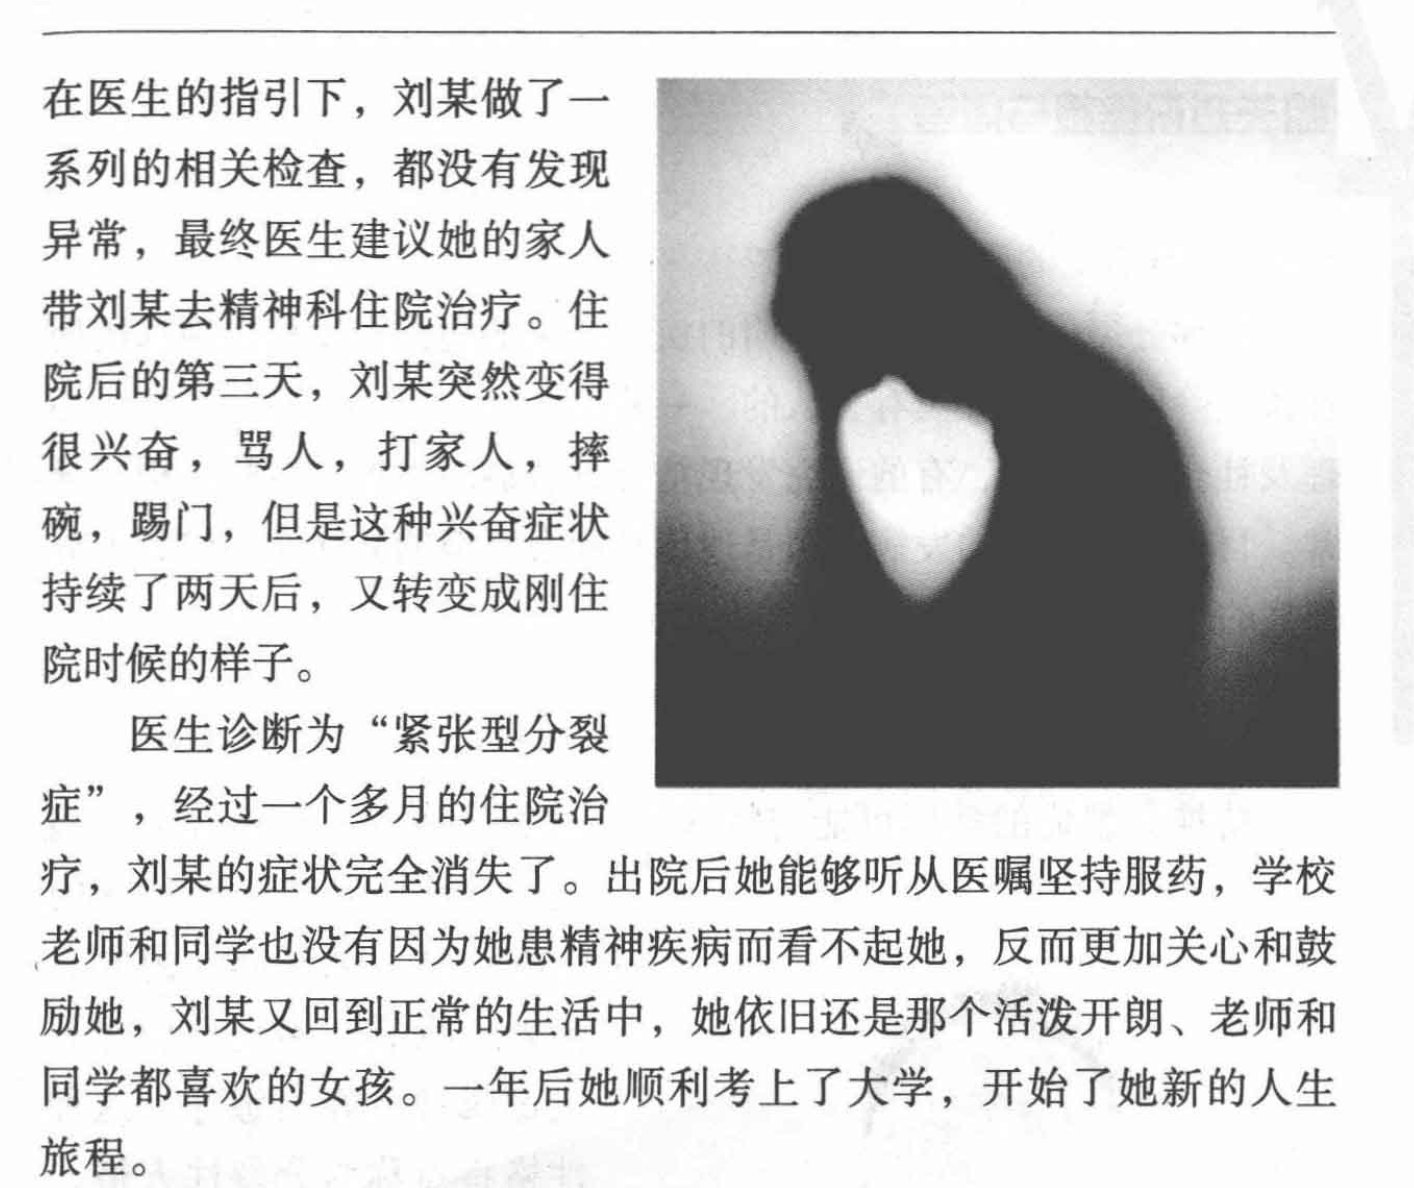 在医生的指引下，刘某做了一
系列的相关检查，都没有发现
异常，最终医生建议她的家人
带刘某去精神科住院治疗。住
院后的第三天，刘某突然变得
很兴奋，骂人，打家人，摔
碗，踢门，但是这种兴奋症状
持续了两天后，又转变成刚住
院时候的样子。
医生诊断为“紧张型分裂
症”，经过一个多月的住院治
疗，刘某的症状完全消失了。出院后她能够听从医嘱坚持服药，学校
老师和同学也没有因为她患精神疾病而看不起她，反而更加关心和鼓
励她，刘某又回到正常的生活中，她依旧还是那个活泼开朗、老师和
同学都喜欢的女孩。一年后她顺利考上了大学，开始了她新的人生
旅程。